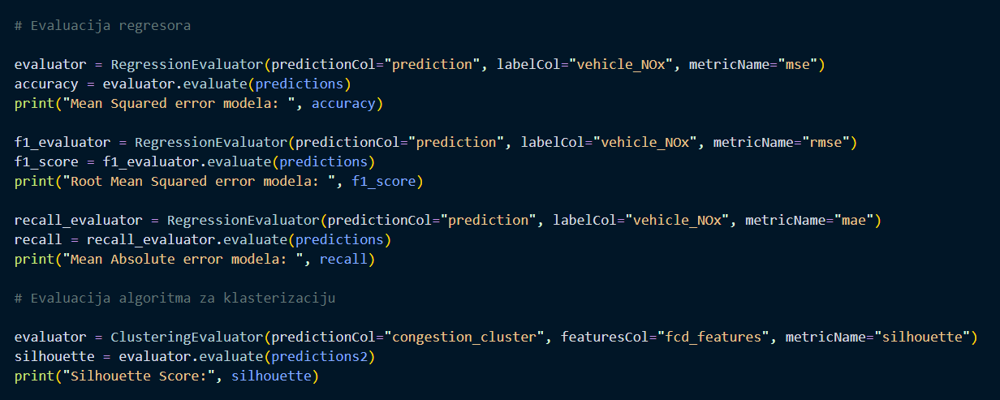 # Evaluacija regresora
evaluator = RegressionEvaluator(predictionCol="prediction", labelCol="vehicle_NOx", metricName="mse")
accuracy = evaluator.evaluate(predictions)
print("Mean Squared error modela: ", accuracy)
f1_evaluator = RegressionEvaluator(predictionCol="prediction", labelCol="vehicle_NOx", metricName="rmse")
f1_score = f1_evaluator.evaluate(predictions)
print("Root Mean Squared error modela: ", f1_score)
recall_evaluator = RegressionEvaluator(predictionCol="prediction", labelCol="vehicle_NOx", metricName="mae")
recall = recall_evaluator.evaluate(predictions)
print("Mean Absolute error modela: ", recall)
# Evaluacija algoritma za klasterizaciju
evaluator = ClusteringEvaluator(predictionCol="congestion_cluster", featuresCol="fcd_features", metricName="silhouette")
silhouette = evaluator.evaluate(predictions2)
print("Silhouette Score:", silhouette)